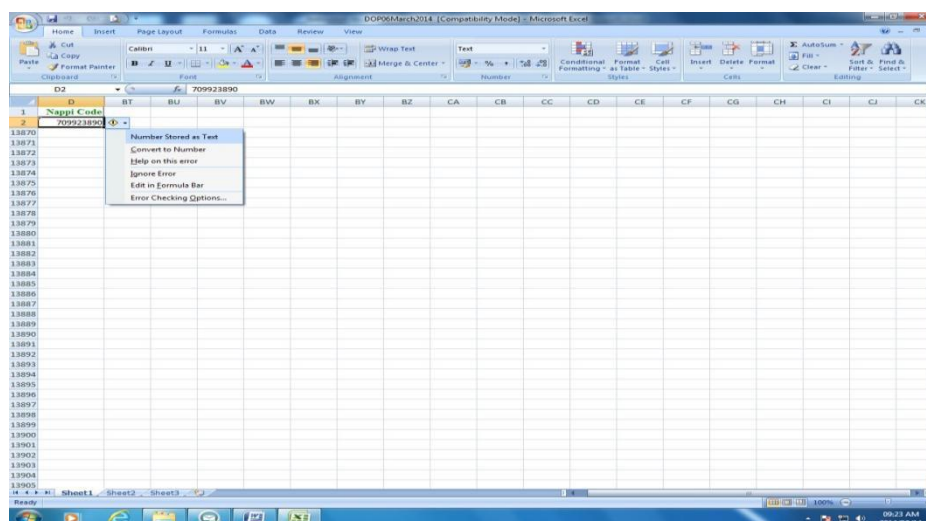 DOP06March2014 [Compatibility Mode] - Microsoft Excel
Home Insert Page Layout Formulas Data Review View
Paste
Cut
Copy
Format Painter
Clipboard
Calibri 11
B I U
Font
Wrap Text
Merge & Center
Alignment
Text
%
Number
Conditional Formatting
Format as Table
Cell Styles
Styles
Insert Delete Format
Cells
Σ AutoSum
Fill
Clear
Sort & Filter
Find & Select
Editing
D2 fx 709923890
D BT BU BV BW BX BY BZ CA CB CC CD CE CF CG CH CI CJ CK
1 Nappi Code
2 709923890
Number Stored as Text
Convert to Number
Help on this error
Ignore Error
Edit in Formula Bar
Error Checking Options...
13870
13871
13872
13873
13874
13875
13876
13877
13878
13879
13880
13881
13882
13883
13884
13885
13886
13887
13888
13889
13890
13891
13892
13893
13894
13895
13896
13897
13898
13899
13900
13901
13902
13903
13904
13905
Sheet1 Sheet2 Sheet3
Ready 100%
09:23 AM